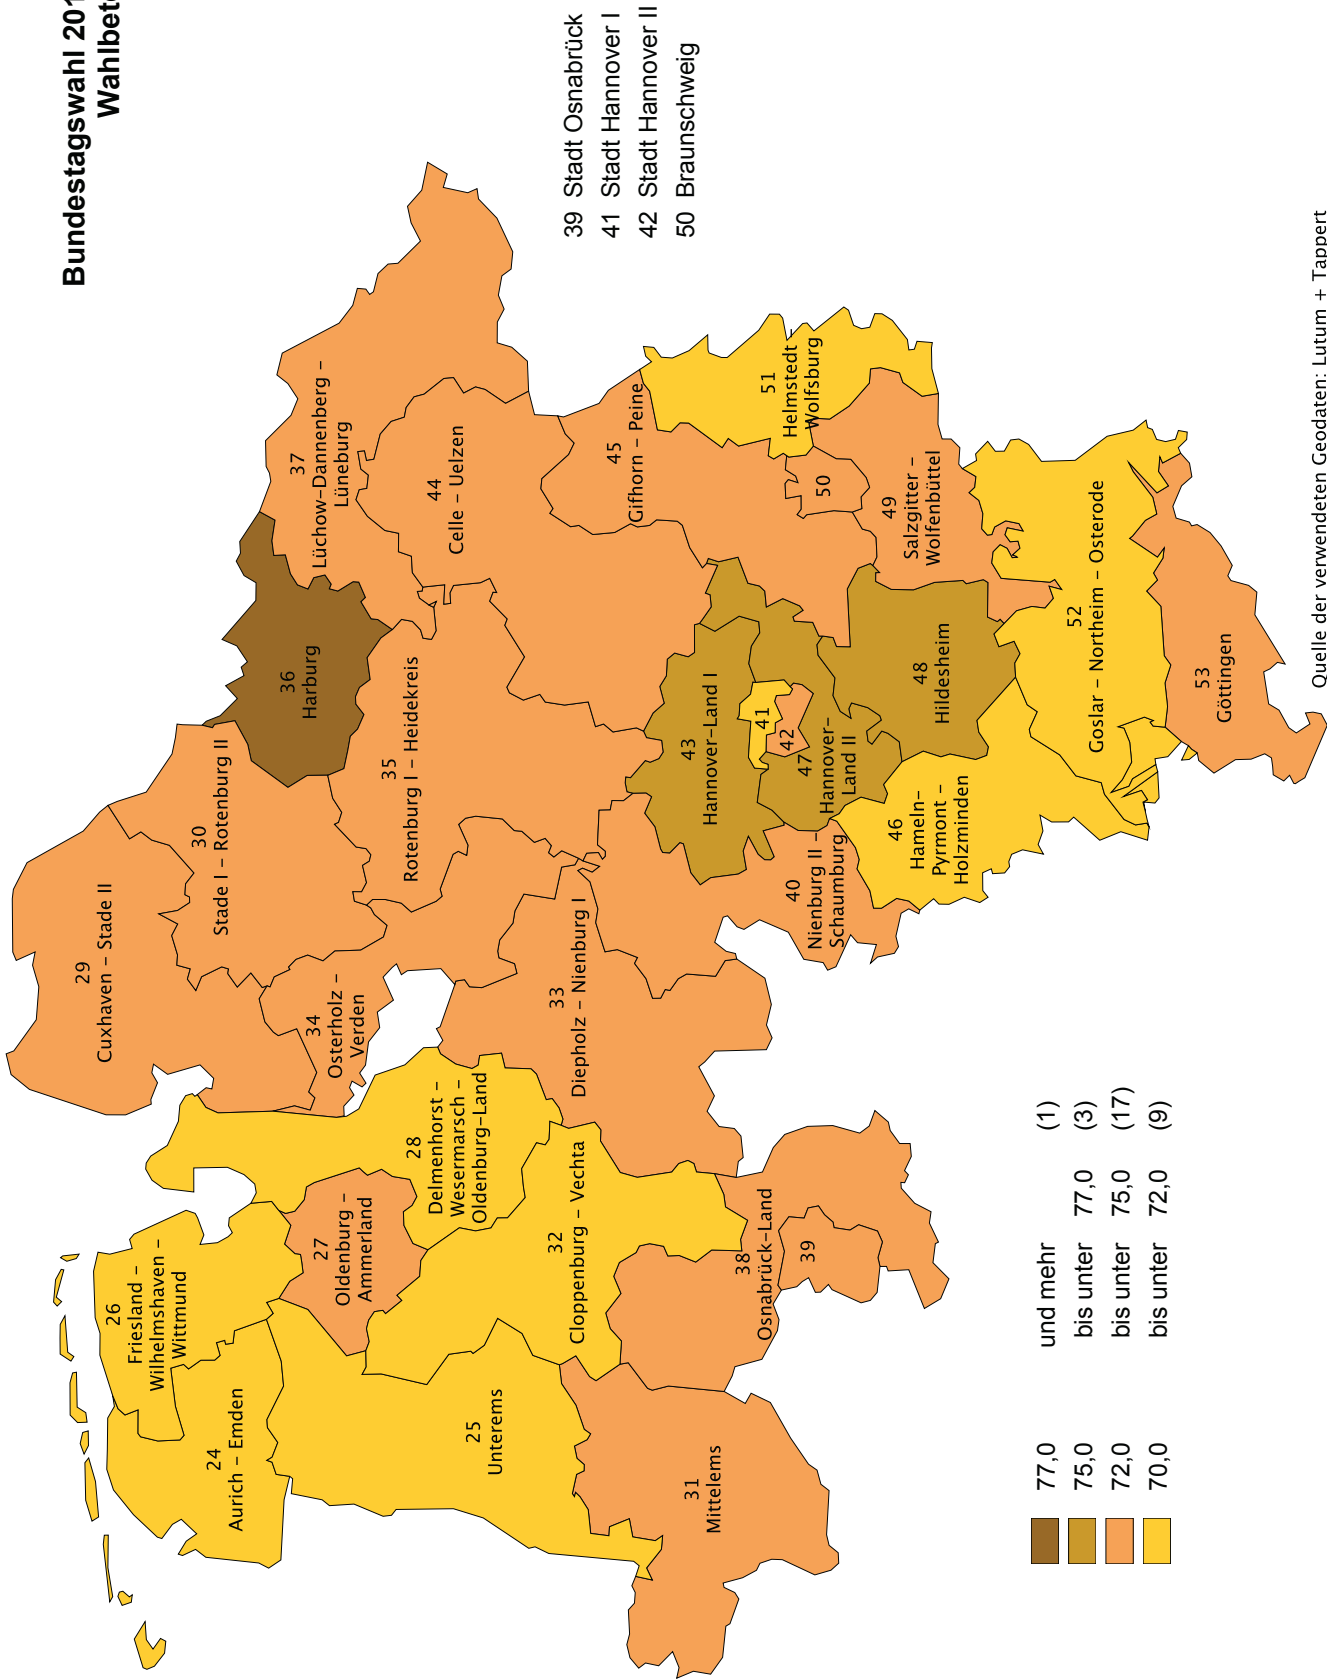 Bundestagswahl 201
Wahlbet
39 Stadt Osnabrück
41 Stadt Hannover I
42 Stadt Hannover II
50 Braunschweig
29
Cuxhaven – Stade II
30
Stade I – Rotenburg II
36
Harburg
37
Lüchow–Dannenberg –
Lüneburg
26
Friesland –
Wilhelmshaven –
Wittmund
24
Aurich – Emden
27
Oldenburg –
Ammerland
34
Osterholz –
Verden
35
Rotenburg I – Heidekreis
44
Celle – Uelzen
28
Delmenhorst –
Wesermarsch –
Oldenburg–Land
25
Unterems
32
Cloppenburg – Vechta
33
Diepholz – Nienburg I
45
Gifhorn – Peine
31
Mittelems
38
Osnabrück–Land
39
43
Hannover–Land I
41
42
47
Hannover–
Land II
40
Nienburg II –
Schaumburg
51
Helmstedt –
Wolfsburg
50
49
Salzgitter –
Wolfenbüttel
48
Hildesheim
46
Hameln–
Pyrmont –
Holzminden
52
Goslar – Northeim – Osterode
53
Göttingen
77,0 und mehr (1)
75,0 bis unter 77,0 (3)
72,0 bis unter 75,0 (17)
70,0 bis unter 72,0 (9)
Quelle der verwendeten Geodaten: Lutum + Tappert